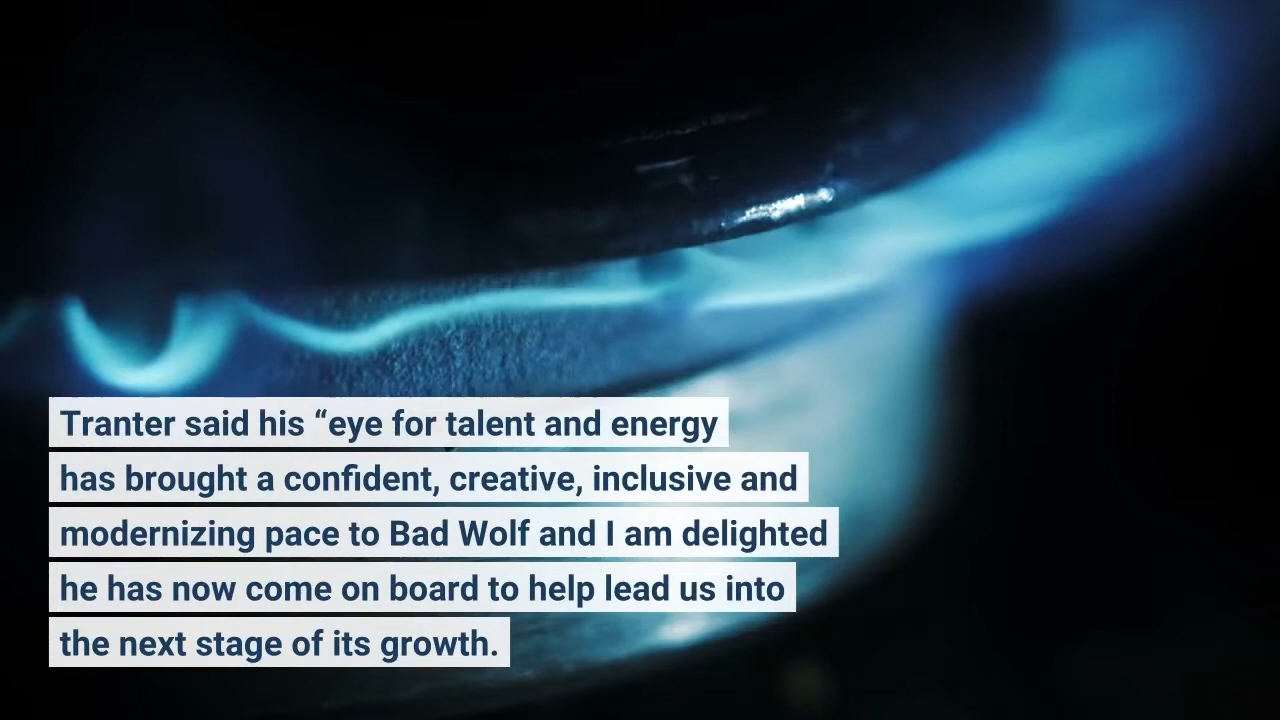 Tranter said his “eye for talent and energy
has brought a confident, creative, inclusive and
modernizing pace to Bad Wolf and I am delighted
he has now come on board to help lead us into
the next stage of its growth.